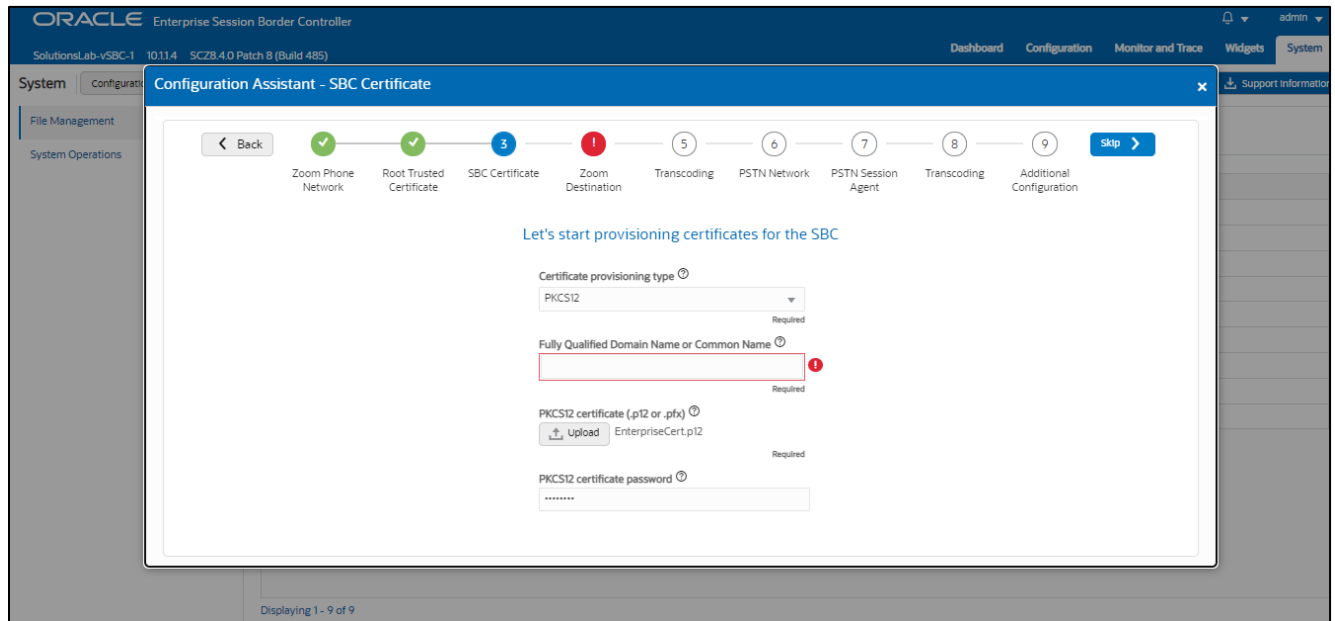 ORACLE Enterprise Session Border Controller
admin
SolutionsLab-vSBC-1 10.1.1.4 SCZ8.4.0 Patch 8 (Build 485)
Dashboard Configuration Monitor and Trace Widgets System
System Configuratio
Support Information
Configuration Assistant - SBC Certificate
File Management
System Operations
Back
3
!
5
6
7
8
9
Skip
Zoom Phone Network
Root Trusted Certificate
SBC Certificate
Zoom Destination
Transcoding
PSTN Network
PSTN Session Agent
Transcoding
Additional Configuration
Let's start provisioning certificates for the SBC
Certificate provisioning type
PKCS12
Required
Fully Qualified Domain Name or Common Name
!
Required
PKCS12 certificate (.p12 or .pfx)
Upload EnterpriseCert.p12
Required
PKCS12 certificate password
••••••••
Displaying 1 - 9 of 9